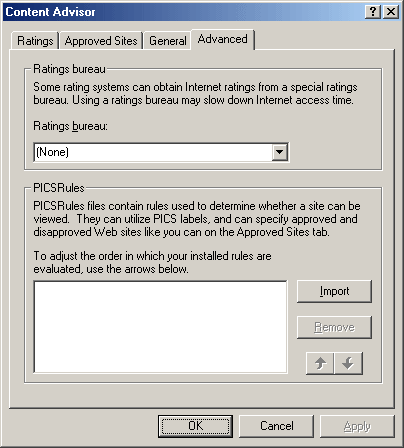 Content Advisor
Ratings Approved Sites General Advanced
Ratings bureau
Some rating systems can obtain Internet ratings from a special ratings
bureau. Using a ratings bureau may slow down Internet access time.
Ratings bureau:
(None)
PICSRules
PICSRules files contain rules used to determine whether a site can be
viewed. They can utilize PICS labels, and can specify approved and
disapproved Web sites like you can on the Approved Sites tab.
To adjust the order in which your installed rules are
evaluated, use the arrows below.
Import
Remove
OK Cancel Apply